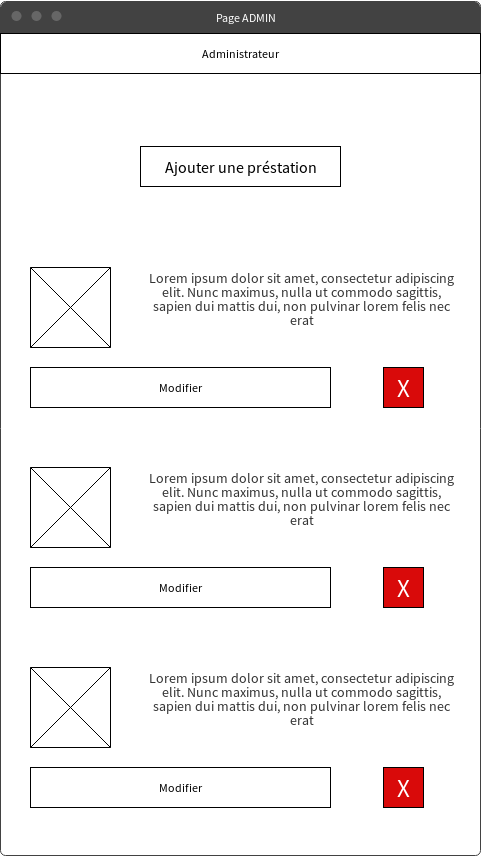 Page ADMIN
Administrateur
Ajouter une préstation
Lorem ipsum dolor sit amet, consectetur adipiscing
elit. Nunc maximus, nulla ut commodo sagittis,
sapien dui mattis dui, non pulvinar lorem felis nec
erat
Modifier
X
Lorem ipsum dolor sit amet, consectetur adipiscing
elit. Nunc maximus, nulla ut commodo sagittis,
sapien dui mattis dui, non pulvinar lorem felis nec
erat
Modifier
X
Lorem ipsum dolor sit amet, consectetur adipiscing
elit. Nunc maximus, nulla ut commodo sagittis,
sapien dui mattis dui, non pulvinar lorem felis nec
erat
Modifier
X